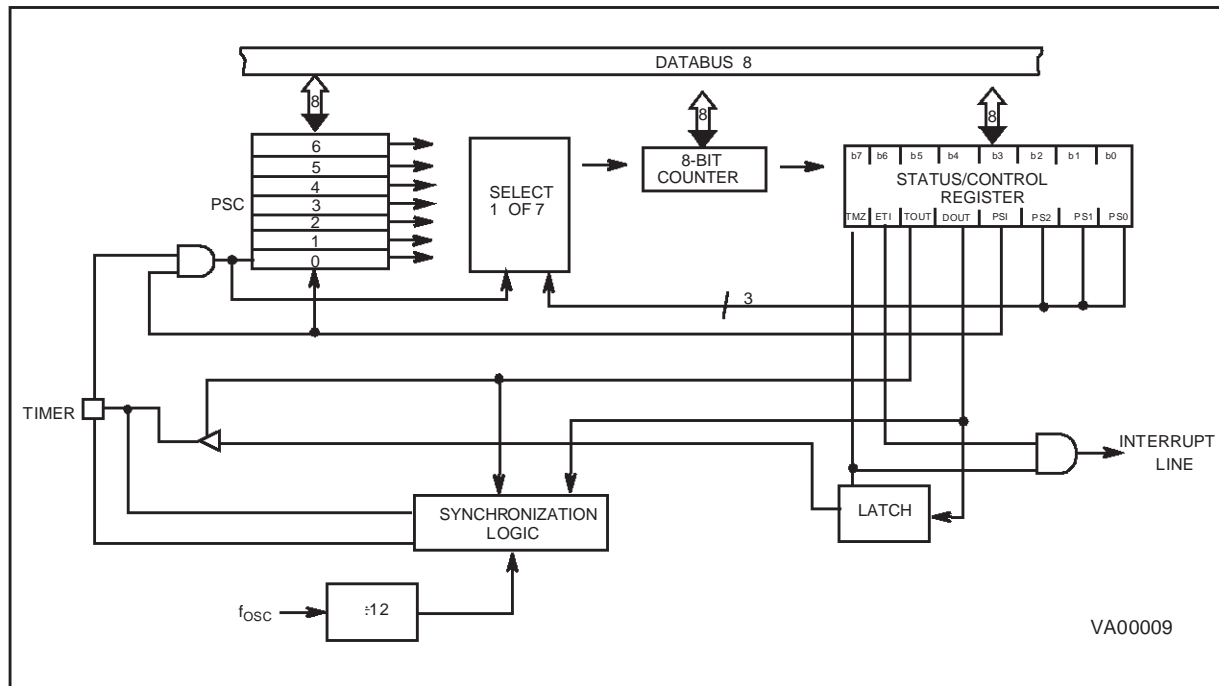 DATABUS 8
8
8
8
6
5
4
3
2
1
0
PSC
SELECT
1 OF 7
8-BIT
COUNTER
b7 b6 b5 b4 b3 b2 b1 b0
STATUS/CONTROL
REGISTER
TMZ ETI TOUT DOUT PSI PS2 PS1 PS0
3
TIMER
SYNCHRONIZATION
LOGIC
LATCH
INTERRUPT
LINE
fOSC
÷12
VA00009